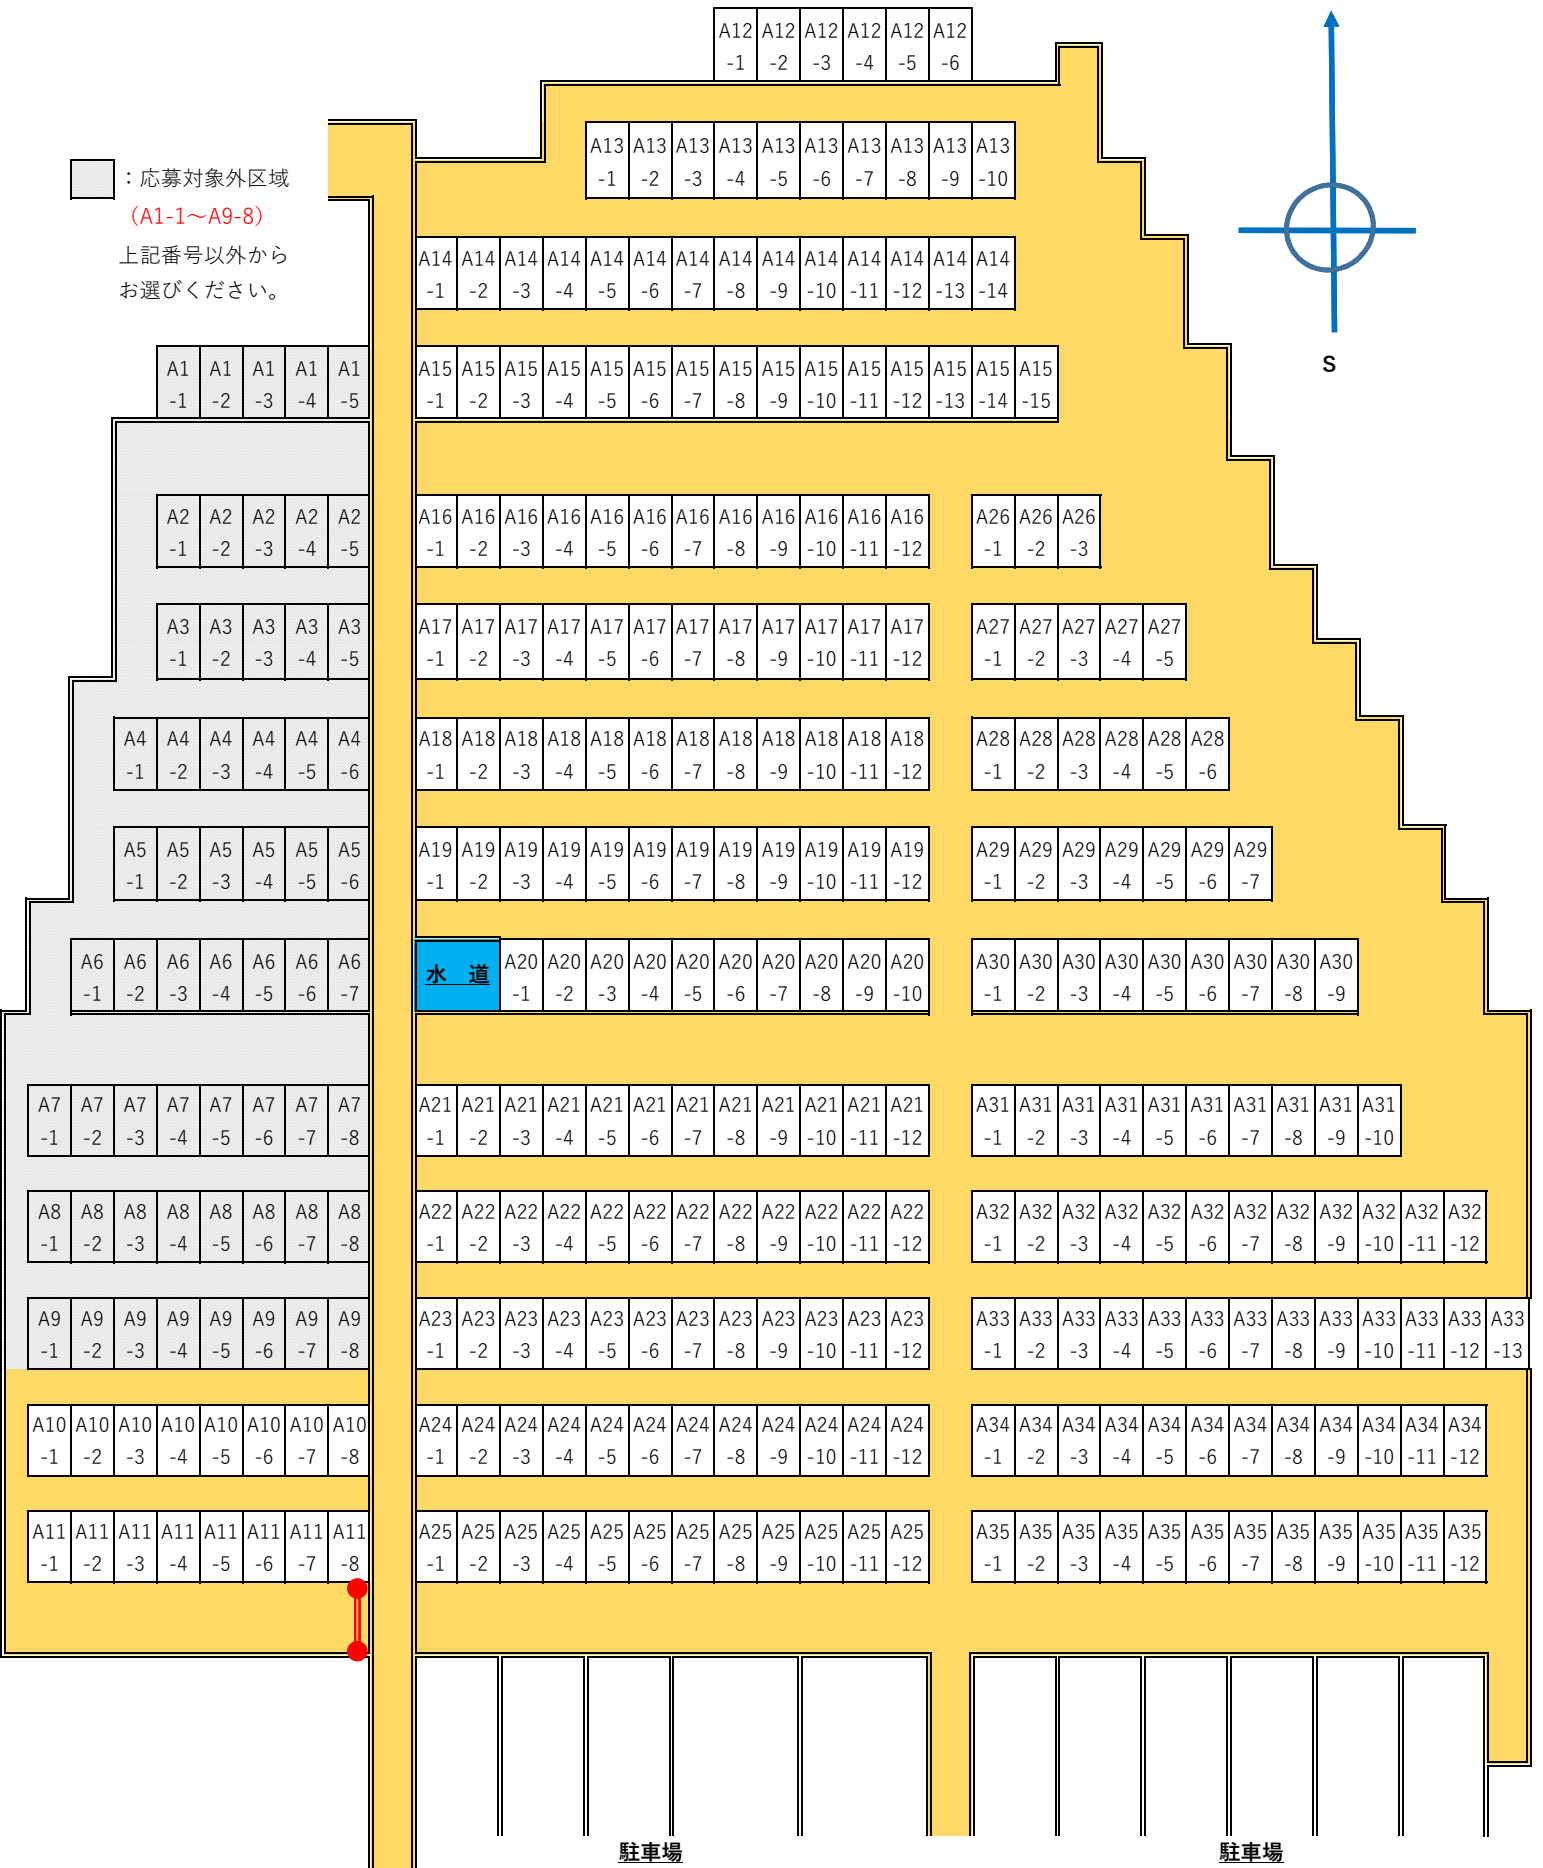 A12 A12 A12 A12 A12 A12
-1 -2 -3 -4 -5 -6
A13 A13 A13 A13 A13 A13 A13 A13 A13 A13
-1 -2 -3 -4 -5 -6 -7 -8 -9 -10
：応募対象外区域
（A1-1～A9-8）
上記番号以外から
お選びください。
A14 A14 A14 A14 A14 A14 A14 A14 A14 A14 A14 A14 A14 A14
-1 -2 -3 -4 -5 -6 -7 -8 -9 -10 -11 -12 -13 -14
S
A1 A1 A1 A1 A1 A15 A15 A15 A15 A15 A15 A15 A15 A15 A15 A15 A15 A15 A15 A15
-1 -2 -3 -4 -5 -1 -2 -3 -4 -5 -6 -7 -8 -9 -10 -11 -12 -13 -14 -15
A2 A2 A2 A2 A2 A16 A16 A16 A16 A16 A16 A16 A16 A16 A16 A16 A16 A26 A26 A26
-1 -2 -3 -4 -5 -1 -2 -3 -4 -5 -6 -7 -8 -9 -10 -11 -12 -1 -2 -3
A3 A3 A3 A3 A3 A17 A17 A17 A17 A17 A17 A17 A17 A17 A17 A17 A17 A27 A27 A27 A27 A27
-1 -2 -3 -4 -5 -1 -2 -3 -4 -5 -6 -7 -8 -9 -10 -11 -12 -1 -2 -3 -4 -5
A4 A4 A4 A4 A4 A4 A18 A18 A18 A18 A18 A18 A18 A18 A18 A18 A18 A18 A28 A28 A28 A28 A28 A28
-1 -2 -3 -4 -5 -6 -1 -2 -3 -4 -5 -6 -7 -8 -9 -10 -11 -12 -1 -2 -3 -4 -5 -6
A5 A5 A5 A5 A5 A5 A19 A19 A19 A19 A19 A19 A19 A19 A19 A19 A19 A19 A29 A29 A29 A29 A29 A29 A29
-1 -2 -3 -4 -5 -6 -1 -2 -3 -4 -5 -6 -7 -8 -9 -10 -11 -12 -1 -2 -3 -4 -5 -6 -7
A6 A6 A6 A6 A6 A6 A6 水　道 A20 A20 A20 A20 A20 A20 A20 A20 A20 A20 A30 A30 A30 A30 A30 A30 A30 A30 A30
-1 -2 -3 -4 -5 -6 -7 -1 -2 -3 -4 -5 -6 -7 -8 -9 -10 -1 -2 -3 -4 -5 -6 -7 -8 -9
A7 A7 A7 A7 A7 A7 A7 A7 A21 A21 A21 A21 A21 A21 A21 A21 A21 A21 A21 A21 A31 A31 A31 A31 A31 A31 A31 A31 A31 A31
-1 -2 -3 -4 -5 -6 -7 -8 -1 -2 -3 -4 -5 -6 -7 -8 -9 -10 -11 -12 -1 -2 -3 -4 -5 -6 -7 -8 -9 -10
A8 A8 A8 A8 A8 A8 A8 A8 A22 A22 A22 A22 A22 A22 A22 A22 A22 A22 A22 A22 A32 A32 A32 A32 A32 A32 A32 A32 A32 A32 A32 A32
-1 -2 -3 -4 -5 -6 -7 -8 -1 -2 -3 -4 -5 -6 -7 -8 -9 -10 -11 -12 -1 -2 -3 -4 -5 -6 -7 -8 -9 -10 -11 -12
A9 A9 A9 A9 A9 A9 A9 A9 A23 A23 A23 A23 A23 A23 A23 A23 A23 A23 A23 A23 A33 A33 A33 A33 A33 A33 A33 A33 A33 A33 A33 A33 A33
-1 -2 -3 -4 -5 -6 -7 -8 -1 -2 -3 -4 -5 -6 -7 -8 -9 -10 -11 -12 -1 -2 -3 -4 -5 -6 -7 -8 -9 -10 -11 -12 -13
A10 A10 A10 A10 A10 A10 A10 A10 A24 A24 A24 A24 A24 A24 A24 A24 A24 A24 A24 A24 A34 A34 A34 A34 A34 A34 A34 A34 A34 A34 A34 A34
-1 -2 -3 -4 -5 -6 -7 -8 -1 -2 -3 -4 -5 -6 -7 -8 -9 -10 -11 -12 -1 -2 -3 -4 -5 -6 -7 -8 -9 -10 -11 -12
A11 A11 A11 A11 A11 A11 A11 A11 A25 A25 A25 A25 A25 A25 A25 A25 A25 A25 A25 A25 A35 A35 A35 A35 A35 A35 A35 A35 A35 A35 A35 A35
-1 -2 -3 -4 -5 -6 -7 -8 -1 -2 -3 -4 -5 -6 -7 -8 -9 -10 -11 -12 -1 -2 -3 -4 -5 -6 -7 -8 -9 -10 -11 -12
駐車場 駐車場